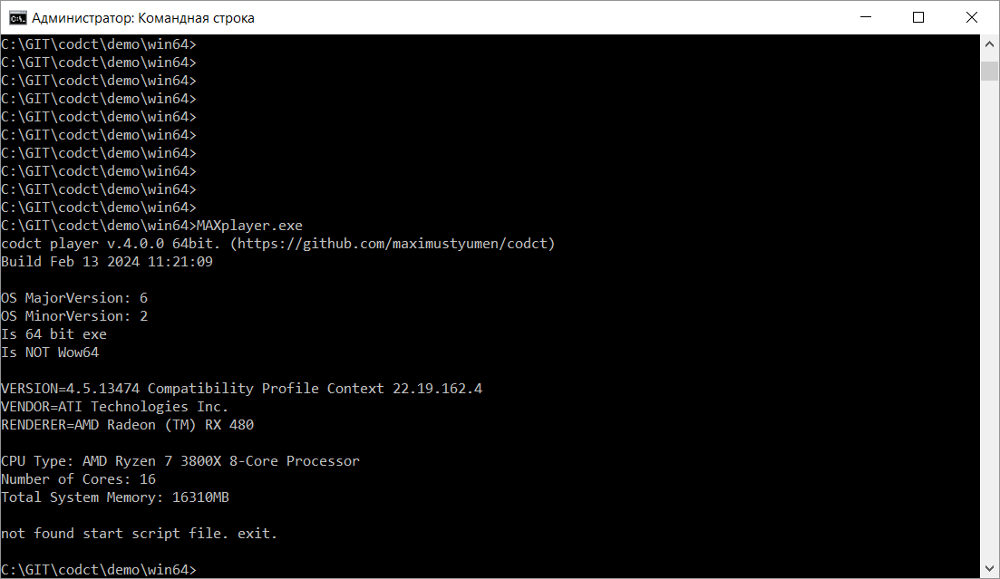 Администратор: Командная строка
C:\GIT\codct\demo\win64>
C:\GIT\codct\demo\win64>
C:\GIT\codct\demo\win64>
C:\GIT\codct\demo\win64>
C:\GIT\codct\demo\win64>
C:\GIT\codct\demo\win64>
C:\GIT\codct\demo\win64>
C:\GIT\codct\demo\win64>
C:\GIT\codct\demo\win64>
C:\GIT\codct\demo\win64>
C:\GIT\codct\demo\win64>MAXplayer.exe
codct player v.4.0.0 64bit. (https://github.com/maximustyumen/codct)
Build Feb 13 2024 11:21:09
OS MajorVersion: 6
OS MinorVersion: 2
Is 64 bit exe
Is NOT Wow64
VERSION=4.5.13474 Compatibility Profile Context 22.19.162.4
VENDOR=ATI Technologies Inc.
RENDERER=AMD Radeon (TM) RX 480
CPU Type: AMD Ryzen 7 3800X 8-Core Processor
Number of Cores: 16
Total System Memory: 16310MB
not found start script file. exit.
C:\GIT\codct\demo\win64>